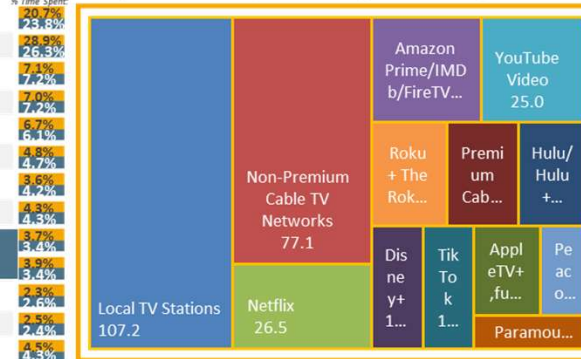 % Time Spent:
20.7%
23.8%
28.9%
26.3%
7.1%
7.2%
7.0%
7.2%
6.7%
6.1%
4.8%
4.7%
3.6%
4.2%
4.3%
4.3%
3.7%
3.4%
3.9%
3.4%
2.3%
2.6%
2.5%
2.4%
4.5%
4.3%
Local TV Stations
107.2
Non-Premium
Cable TV
Networks
77.1
Netflix
26.5
Amazon
Prime/IMD
b/FireTV...
YouTube
Video
25.0
Roku
+ The
Rok...
Premi
um
Cab...
Hulu/
Hulu
+...
Dis
ne
y+
1...
Tik
To
k
1...
Appl
eTV+
,fu...
Pe
ac
o...
Paramou...